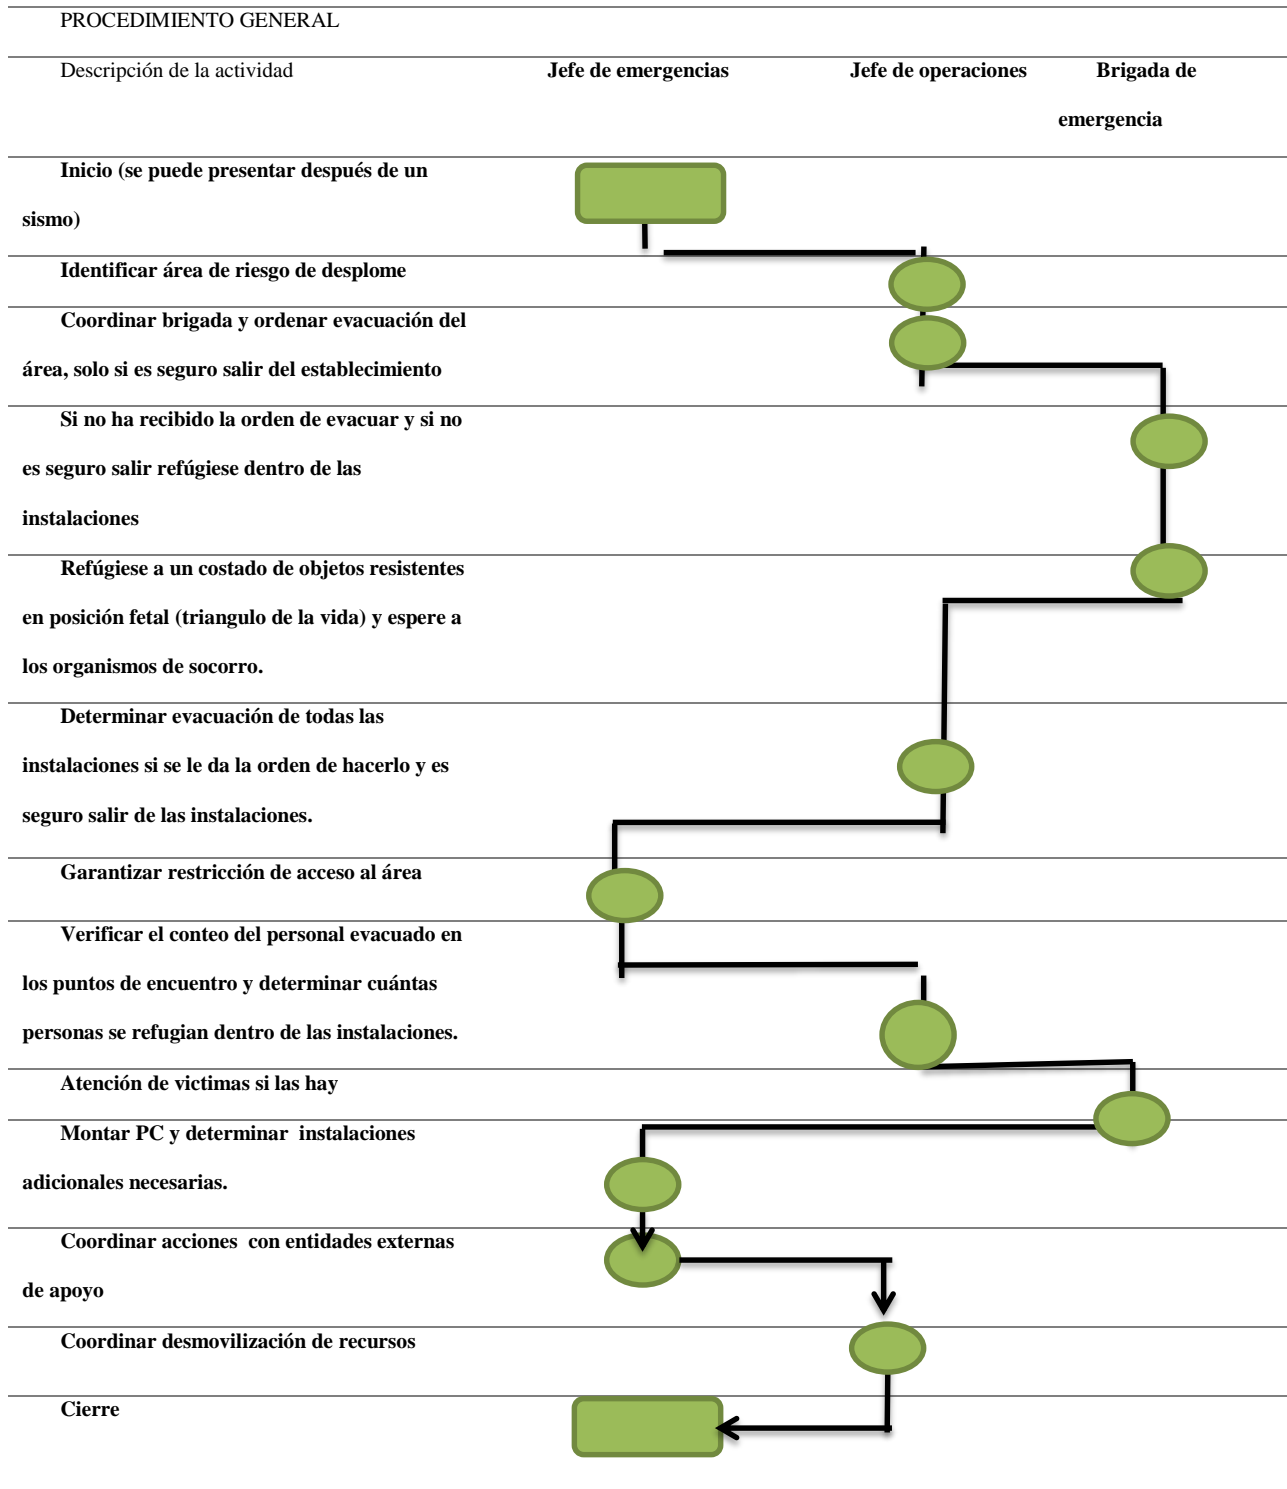 PROCEDIMIENTO GENERAL
Descripción de la actividad Jefe de emergencias Jefe de operaciones Brigada de
emergencia
Inicio (se puede presentar después de un
sismo)
Identificar área de riesgo de desplome
Coordinar brigada y ordenar evacuación del
área, solo si es seguro salir del establecimiento
Si no ha recibido la orden de evacuar y si no
es seguro salir refúgiese dentro de las
instalaciones
Refúgiese a un costado de objetos resistentes
en posición fetal (triangulo de la vida) y espere a
los organismos de socorro.
Determinar evacuación de todas las
instalaciones si se le da la orden de hacerlo y es
seguro salir de las instalaciones.
Garantizar restricción de acceso al área
Verificar el conteo del personal evacuado en
los puntos de encuentro y determinar cuántas
personas se refugian dentro de las instalaciones.
Atención de victimas si las hay
Montar PC y determinar instalaciones
adicionales necesarias.
Coordinar acciones con entidades externas
de apoyo
Coordinar desmovilización de recursos
Cierre